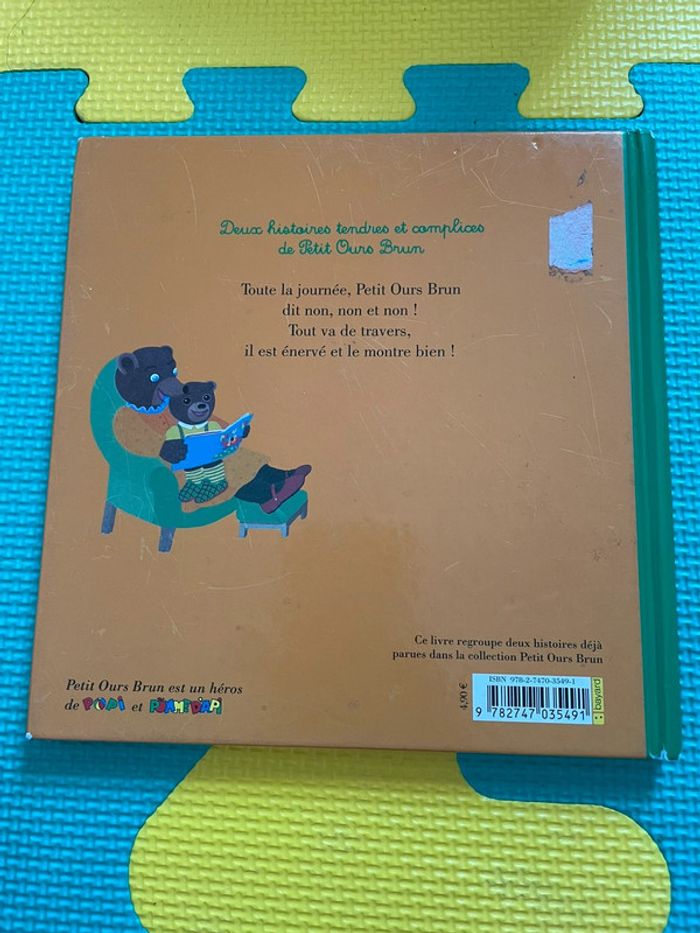 Deux histoires tendres et complices
de Petit Ours Brun
Toute la journée, Petit Ours Brun
dit non, non et non !
Tout va de travers,
il est énervé et le montre bien !
Ce livre regroupe deux histoires déjà
parues dans la collection Petit Ours Brun
Petit Ours Brun est un héros
de POPi et POMME D'API
ISBN 978-2-7470-3549-1
9 782747 035491
4,90 €
bayard